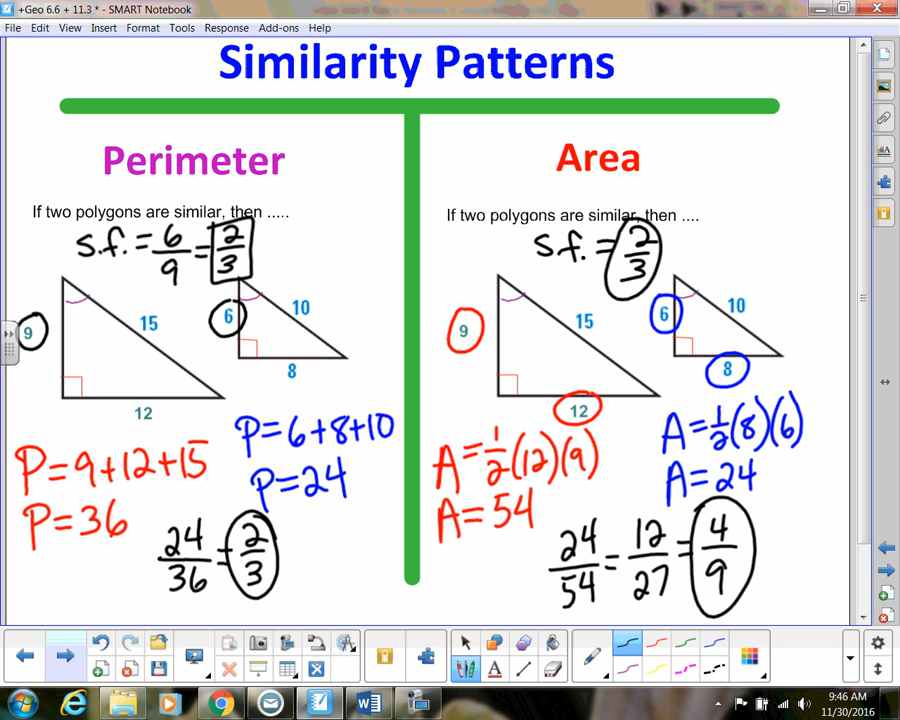 +Geo 6.6 + 11.3 * - SMART Notebook
File Edit View Insert Format Tools Response Add-ons Help
Similarity Patterns
Perimeter
If two polygons are similar, then .....
s.f. = 6/9 = 2/3
9
15
12
6
10
8
P = 9+12+15
P = 36
P = 6+8+10
P = 24
24/36 = 2/3
Area
If two polygons are similar, then ....
s.f. = 2/3
9
15
12
6
10
8
A = 1/2 (12)(9)
A = 54
A = 1/2 (8)(6)
A = 24
24/54 = 12/27 = 4/9
9:46 AM
11/30/2016